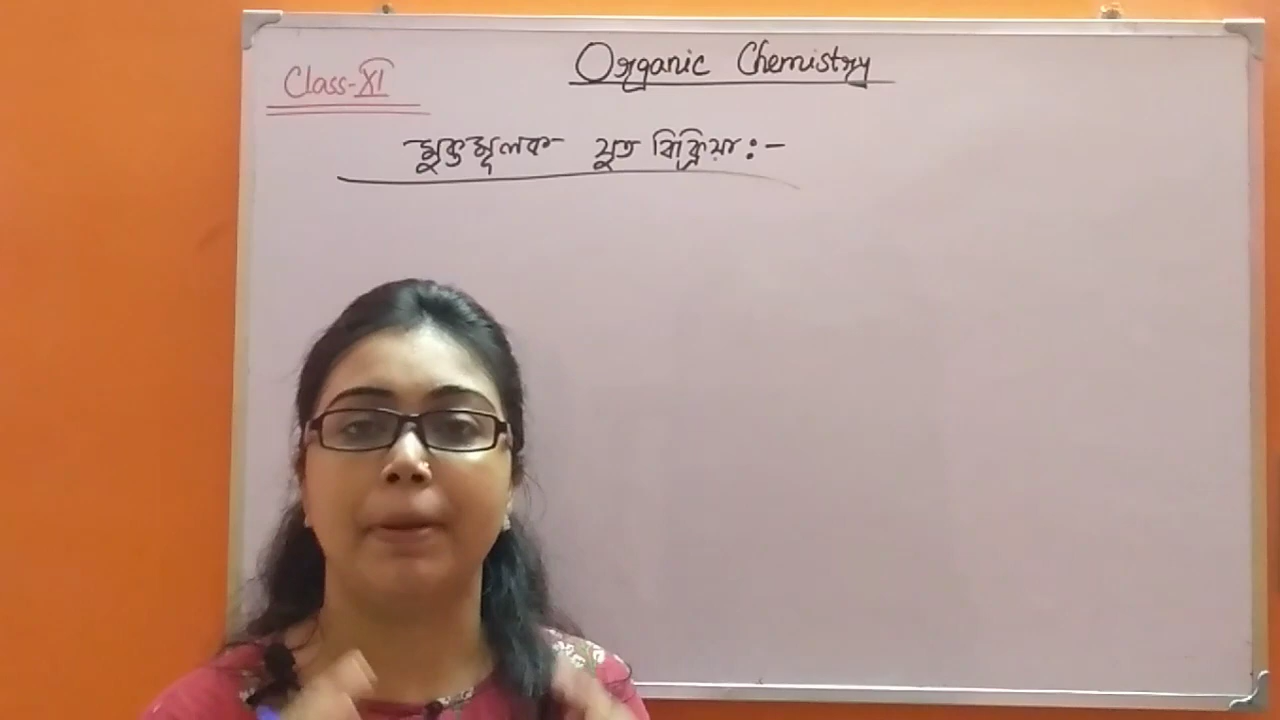 Organic Chemistry
Class-XI
মুক্তমূলক যুত বিক্রিয়া :-